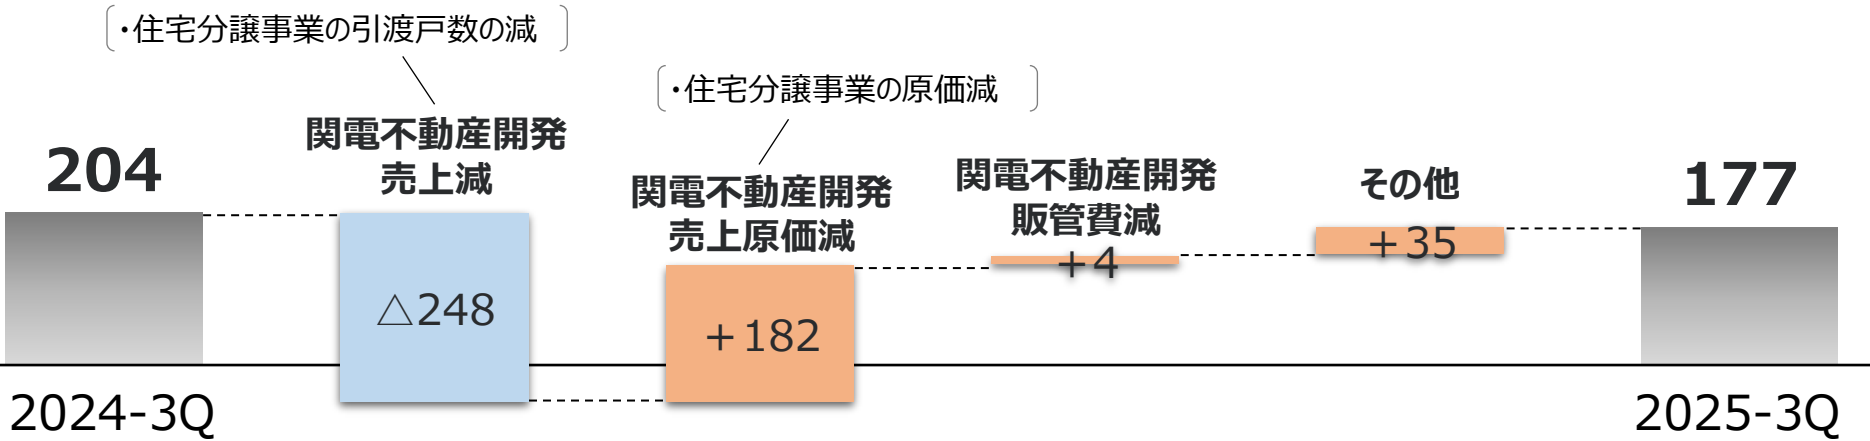 ・住宅分譲事業の引渡戸数の減
・住宅分譲事業の原価減
204
関電不動産開発
売上減
関電不動産開発
売上原価減
関電不動産開発
販管費減
その他
177
△248
＋182
＋4
＋35
2024-3Q
2025-3Q